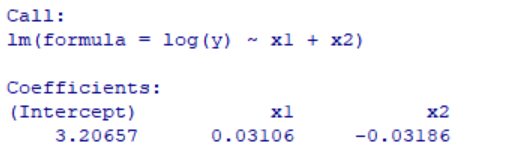 Call:
lm(formula = log(y) ~ x1 + x2)
Coefficients:
(Intercept) x1 x2
3.20657 0.03106 -0.03186